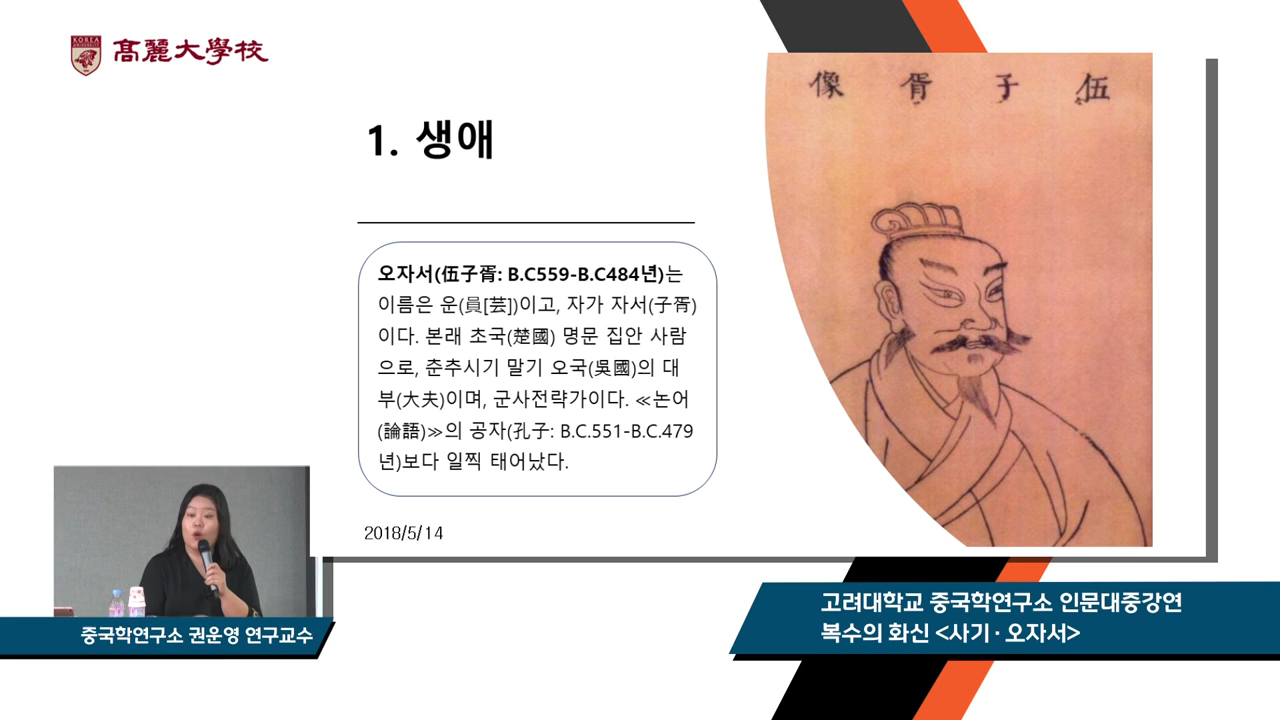 KOREA
高麗大學校
1. 생애
伍子胥像
오자서(伍子胥: B.C559-B.C484년)는
이름은 운(員[芸])이고, 자가 자서(子胥)
이다. 본래 초국(楚國) 명문 집안 사람
으로, 춘추시기 말기 오국(吳國)의 대
부(大夫)이며, 군사전략가이다. ≪논어
(論語)≫의 공자(孔子: B.C.551-B.C.479
년)보다 일찍 태어났다.
2018/5/14
중국학연구소 권운영 연구교수
고려대학교 중국학연구소 인문대중강연
복수의 화신 <사기·오자서>